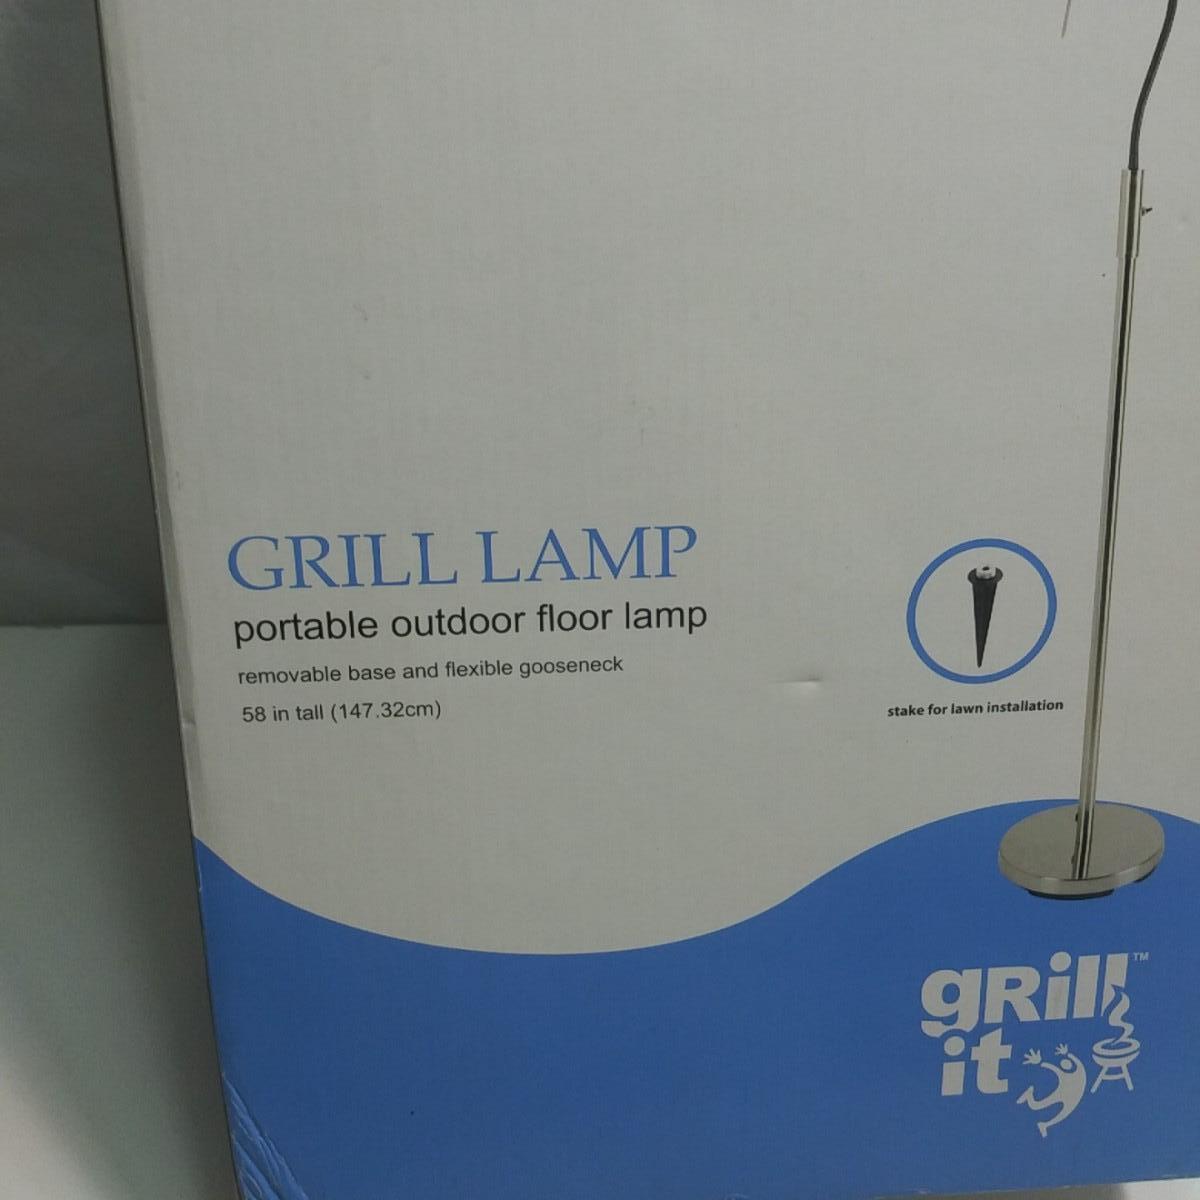 GRILL LAMP
portable outdoor floor lamp
removable base and flexible gooseneck
58 in tall (147.32cm)
stake for lawn installation
gRill™
it